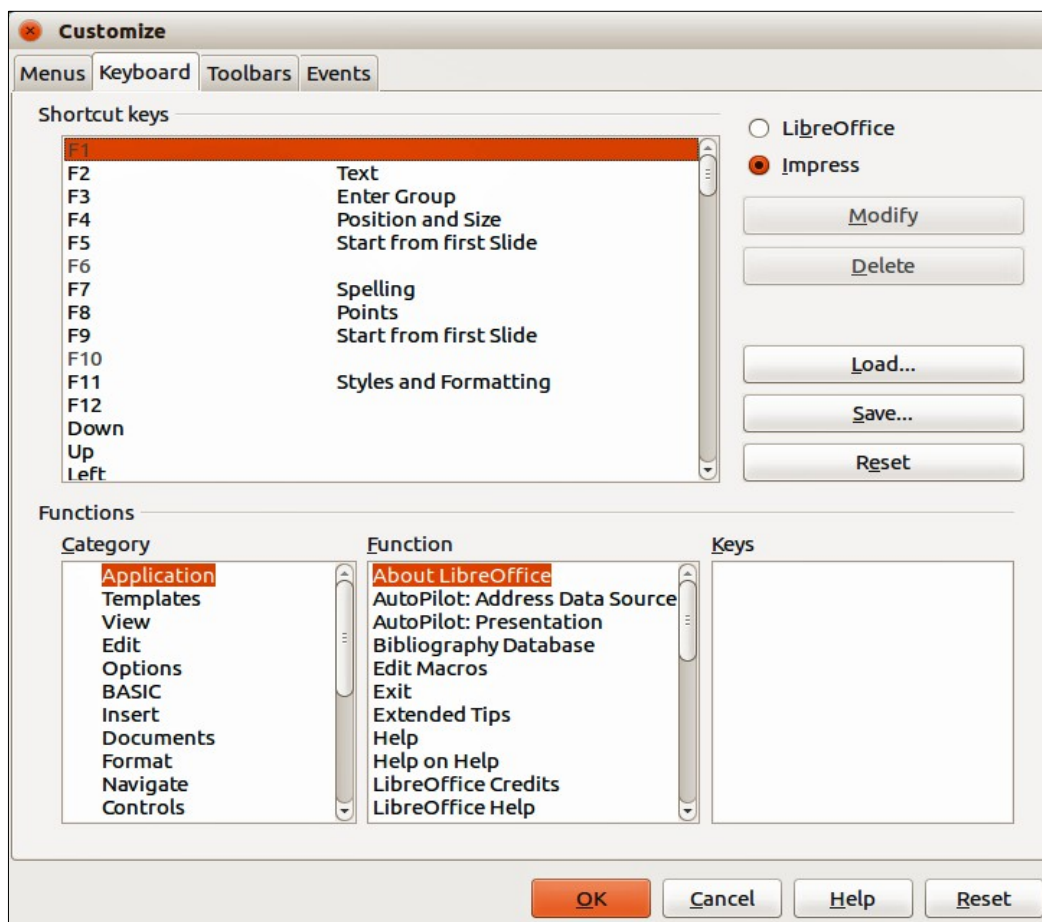 Customize
Menus Keyboard Toolbars Events
Shortcut keys
F1
F2 Text
F3 Enter Group
F4 Position and Size
F5 Start from first Slide
F6
F7 Spelling
F8 Points
F9 Start from first Slide
F10
F11 Styles and Formatting
F12
Down
Up
Left
LibreOffice
Impress
Modify
Delete
Load...
Save...
Reset
Functions
Category
Application
Templates
View
Edit
Options
BASIC
Insert
Documents
Format
Navigate
Controls
Function
About LibreOffice
AutoPilot: Address Data Source
AutoPilot: Presentation
Bibliography Database
Edit Macros
Exit
Extended Tips
Help
Help on Help
LibreOffice Credits
LibreOffice Help
Keys
OK Cancel Help Reset